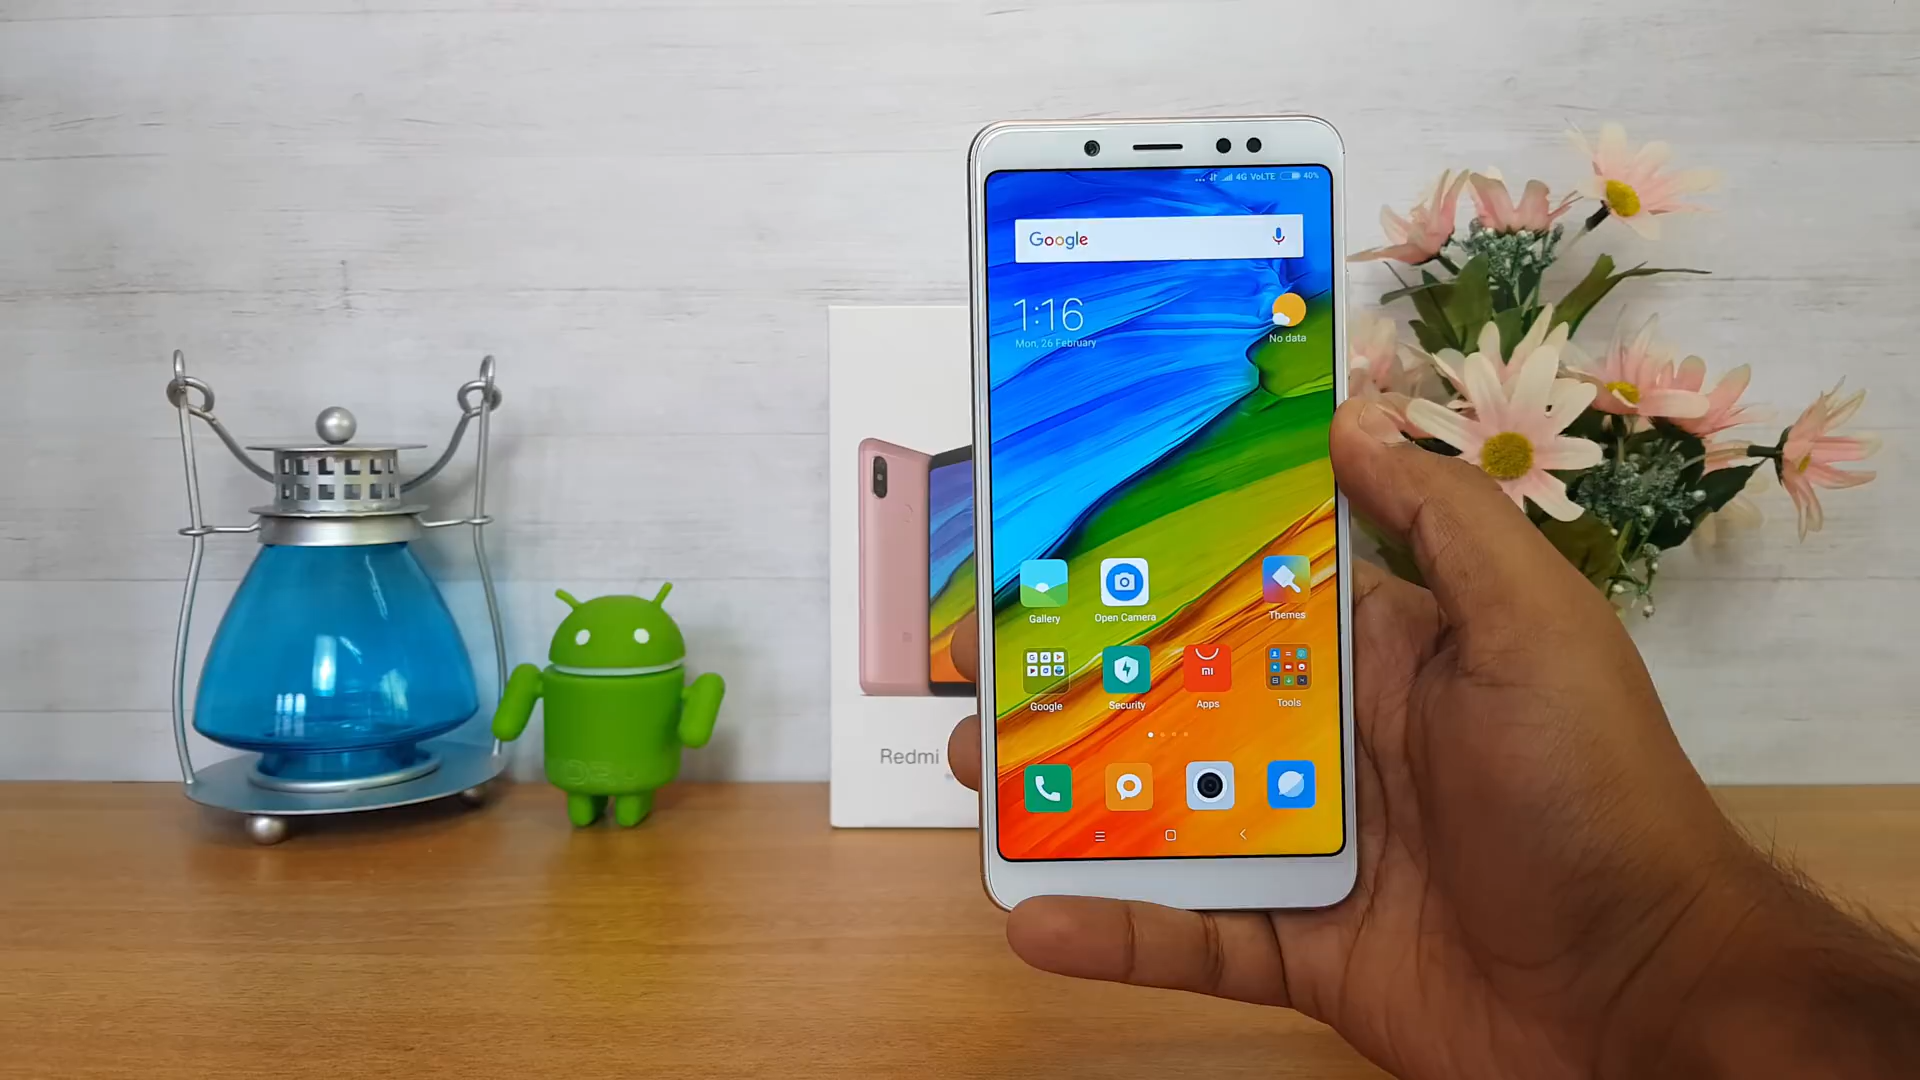 4G VoLTE 40%
Google
1:16
Mon, 26 February
No data
Gallery
Open Camera
Themes
mi
Google
Security
Apps
Tools
Redmi